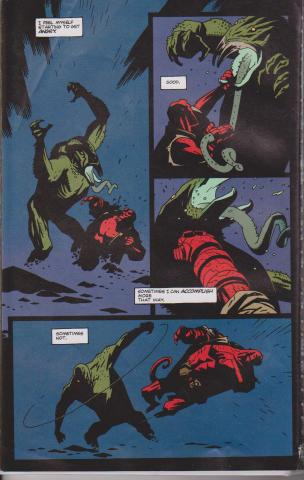 I FEEL MYSELF
STARTING TO GET
ANGRY.
GOOD.
SOMETIMES I CAN ACCOMPLISH
MORE
THAT WAY.
SOMETIMES
NOT.